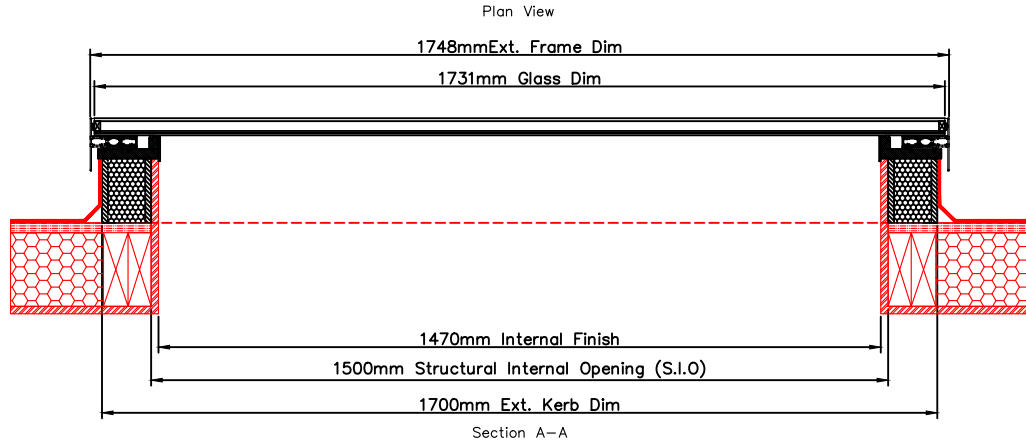 Plan View
1748mmExt. Frame Dim
1731mm Glass Dim
1470mm Internal Finish
1500mm Structural Internal Opening (S.I.O)
1700mm Ext. Kerb Dim
Section A-A